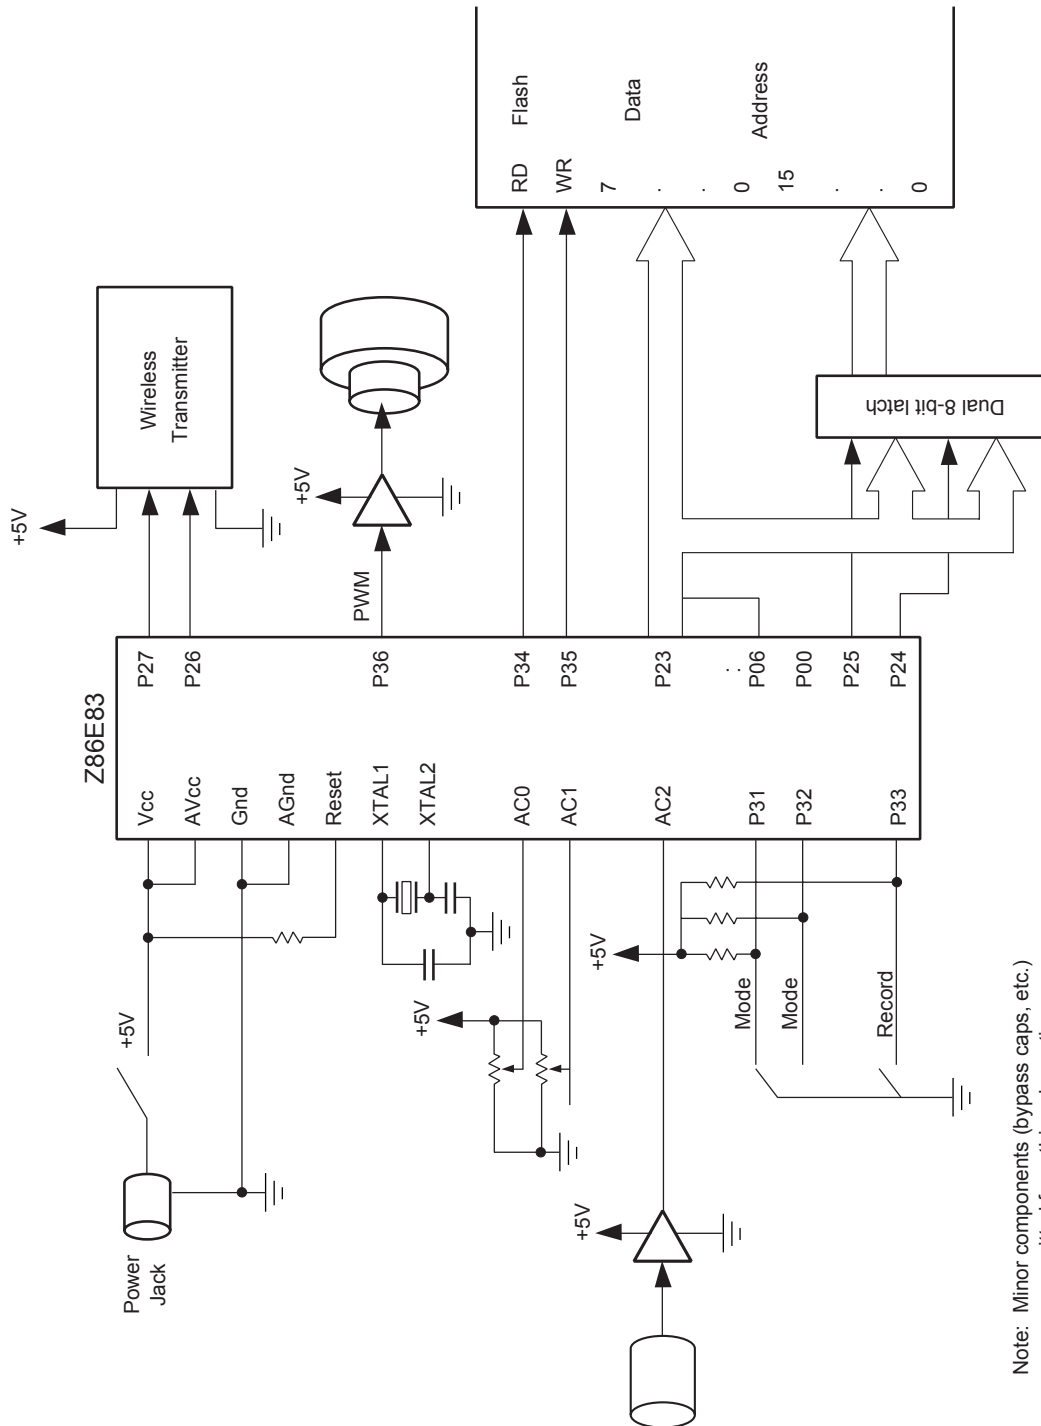 Power
Jack
+5V
+5V
+5V
+5V
Mode
Mode
Record
Z86E83
Vcc
AVcc
Gnd
AGnd
Reset
XTAL1
XTAL2
AC0
AC1
AC2
P31
P32
P33
P27
P26
P36
P34
P35
P23
. .
P06
P00
P25
P24
+5V
Wireless
Transmitter
PWM
+5V
Dual 8-bit latch
RD
Flash
WR
7
.
Data
.
0
15
Address
.
.
0
Note: Minor components (bypass caps, etc.)